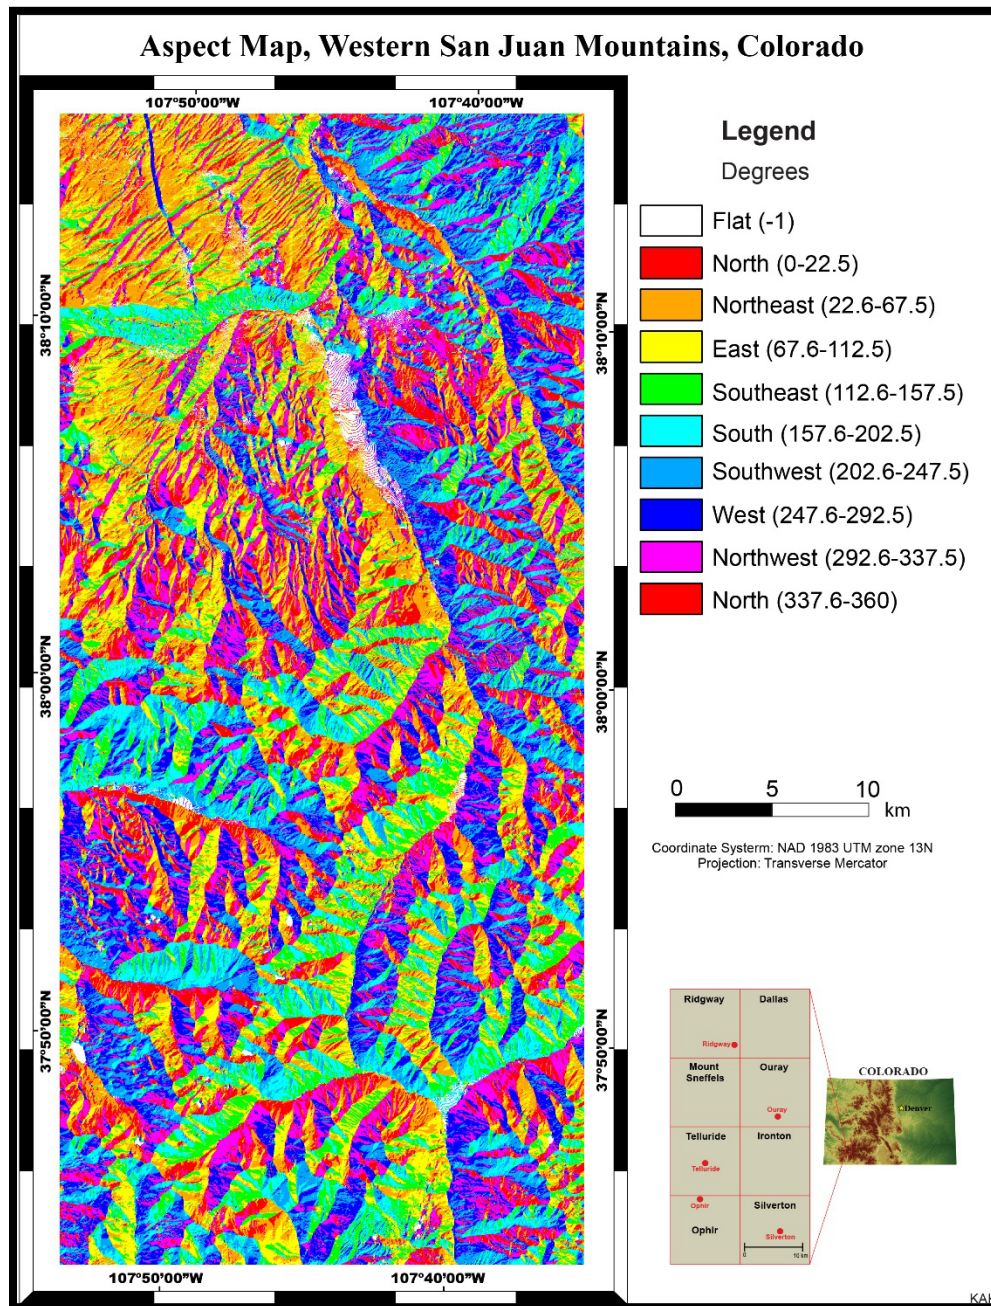 Aspect Map, Western San Juan Mountains, Colorado
107°50'00"W
107°40'00"W
38°10'00"N
38°10'00"N
38°00'00"N
38°00'00"N
37°50'00"N
37°50'00"N
107°50'00"W
107°40'00"W
Legend
Degrees
Flat (-1)
North (0-22.5)
Northeast (22.6-67.5)
East (67.6-112.5)
Southeast (112.6-157.5)
South (157.6-202.5)
Southwest (202.6-247.5)
West (247.6-292.5)
Northwest (292.6-337.5)
North (337.6-360)
0 5 10
km
Coordinate Systerm: NAD 1983 UTM zone 13N
Projection: Transverse Mercator
Ridgway Dallas
Ridgway
Mount Ouray
Sneffels
Ouray
Telluride Ironton
Telluride
Ophir Silverton
Ophir
Silverton
0 10 km
COLORADO
Denver